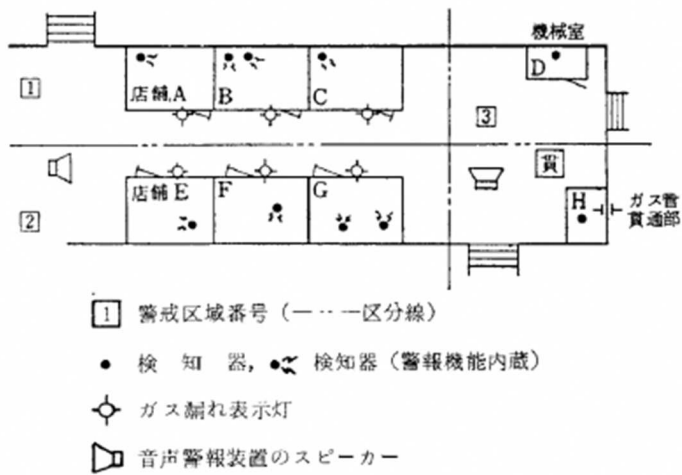 機械室
店舗A
B
C
D
1
3
貫
店舗E
F
G
H
ガス管
貫通部
2
1 警戒区域番号(—・・—区分線)
検知器, 検知器(警報機能内蔵)
ガス漏れ表示灯
音声警報装置のスピーカー